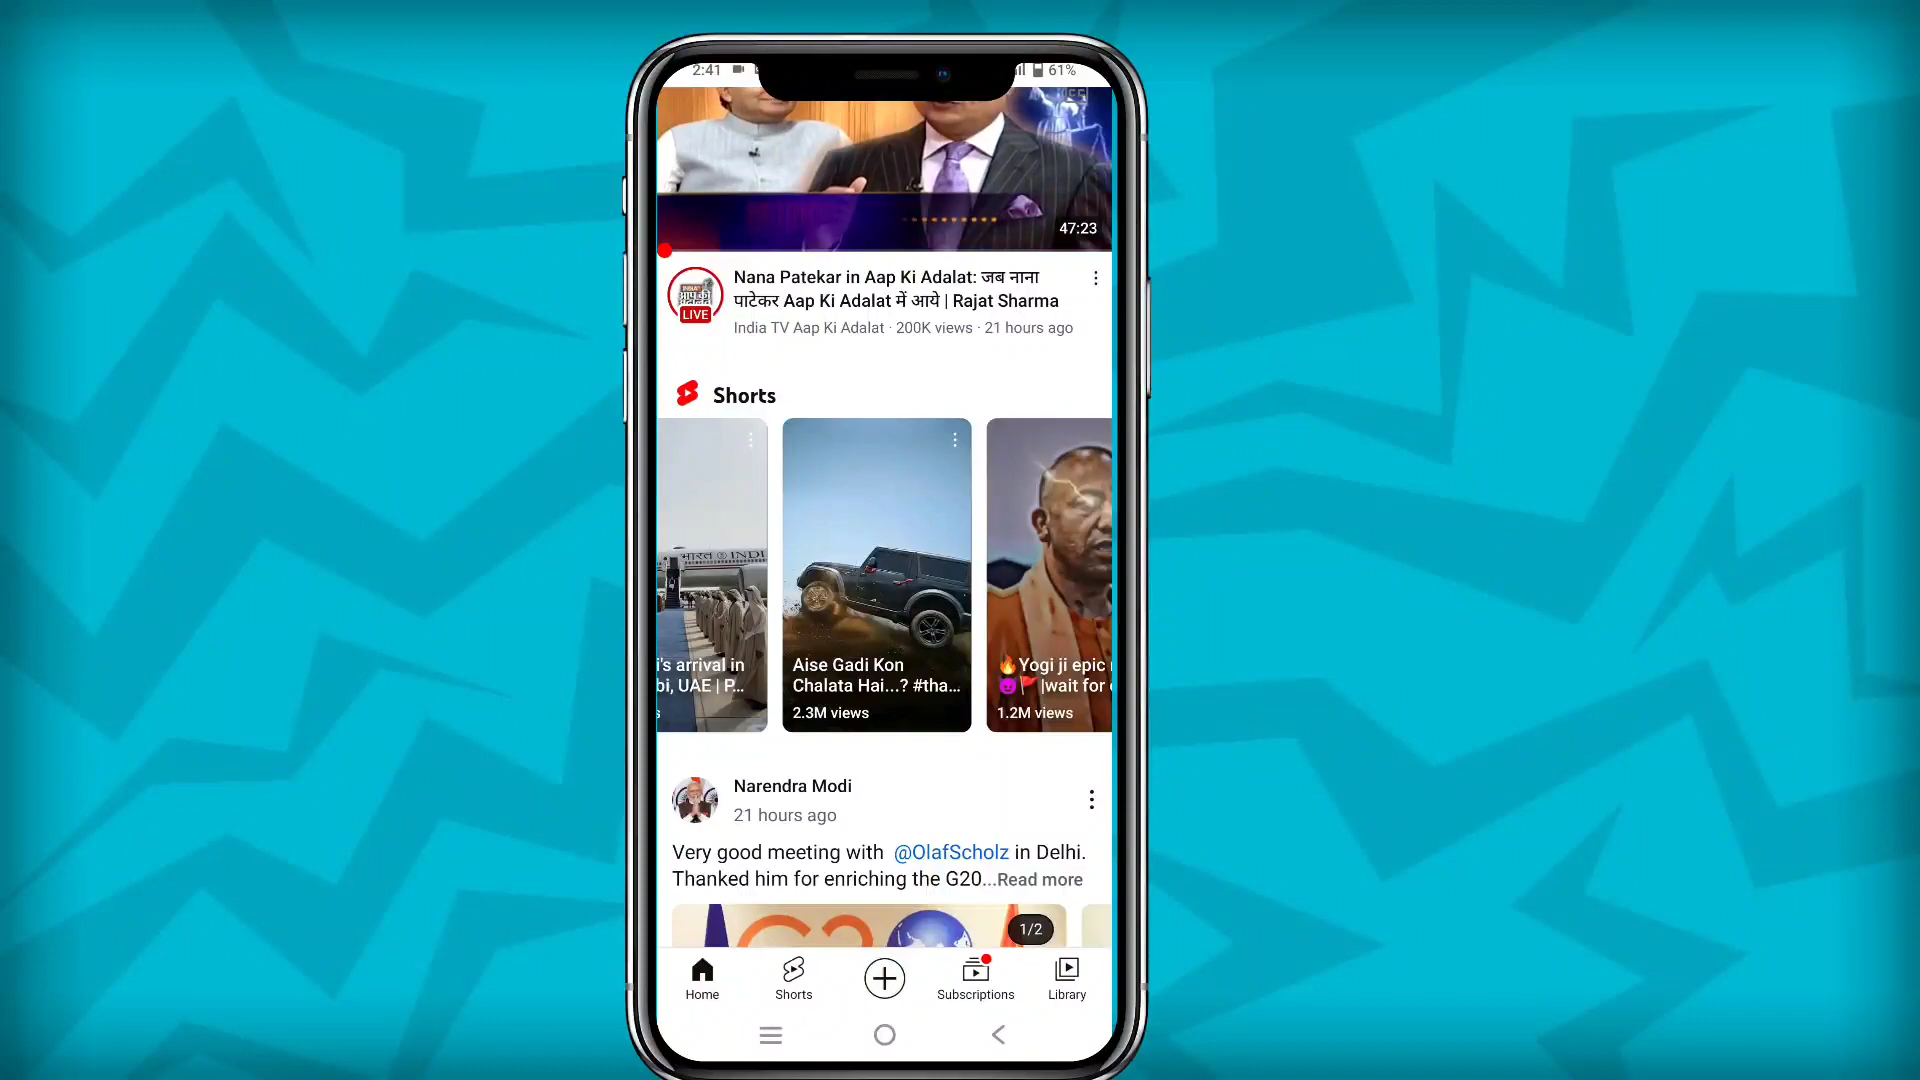 2:41
61%
47:23
Nana Patekar in Aap Ki Adalat: जब नाना
पाटेकर Aap Ki Adalat में आये | Rajat Sharma
India TV Aap Ki Adalat · 200K views · 21 hours ago
आप की
LIVE
Shorts
भारत INDI
i's arrival in
bi, UAE | P...
s
Aise Gadi Kon
Chalata Hai...? #tha...
2.3M views
🔥Yogi ji epic
😈🚩 |wait for
1.2M views
Narendra Modi
21 hours ago
Very good meeting with @OlafScholz in Delhi.
Thanked him for enriching the G20...Read more
1/2
Home
Shorts
Subscriptions
Library